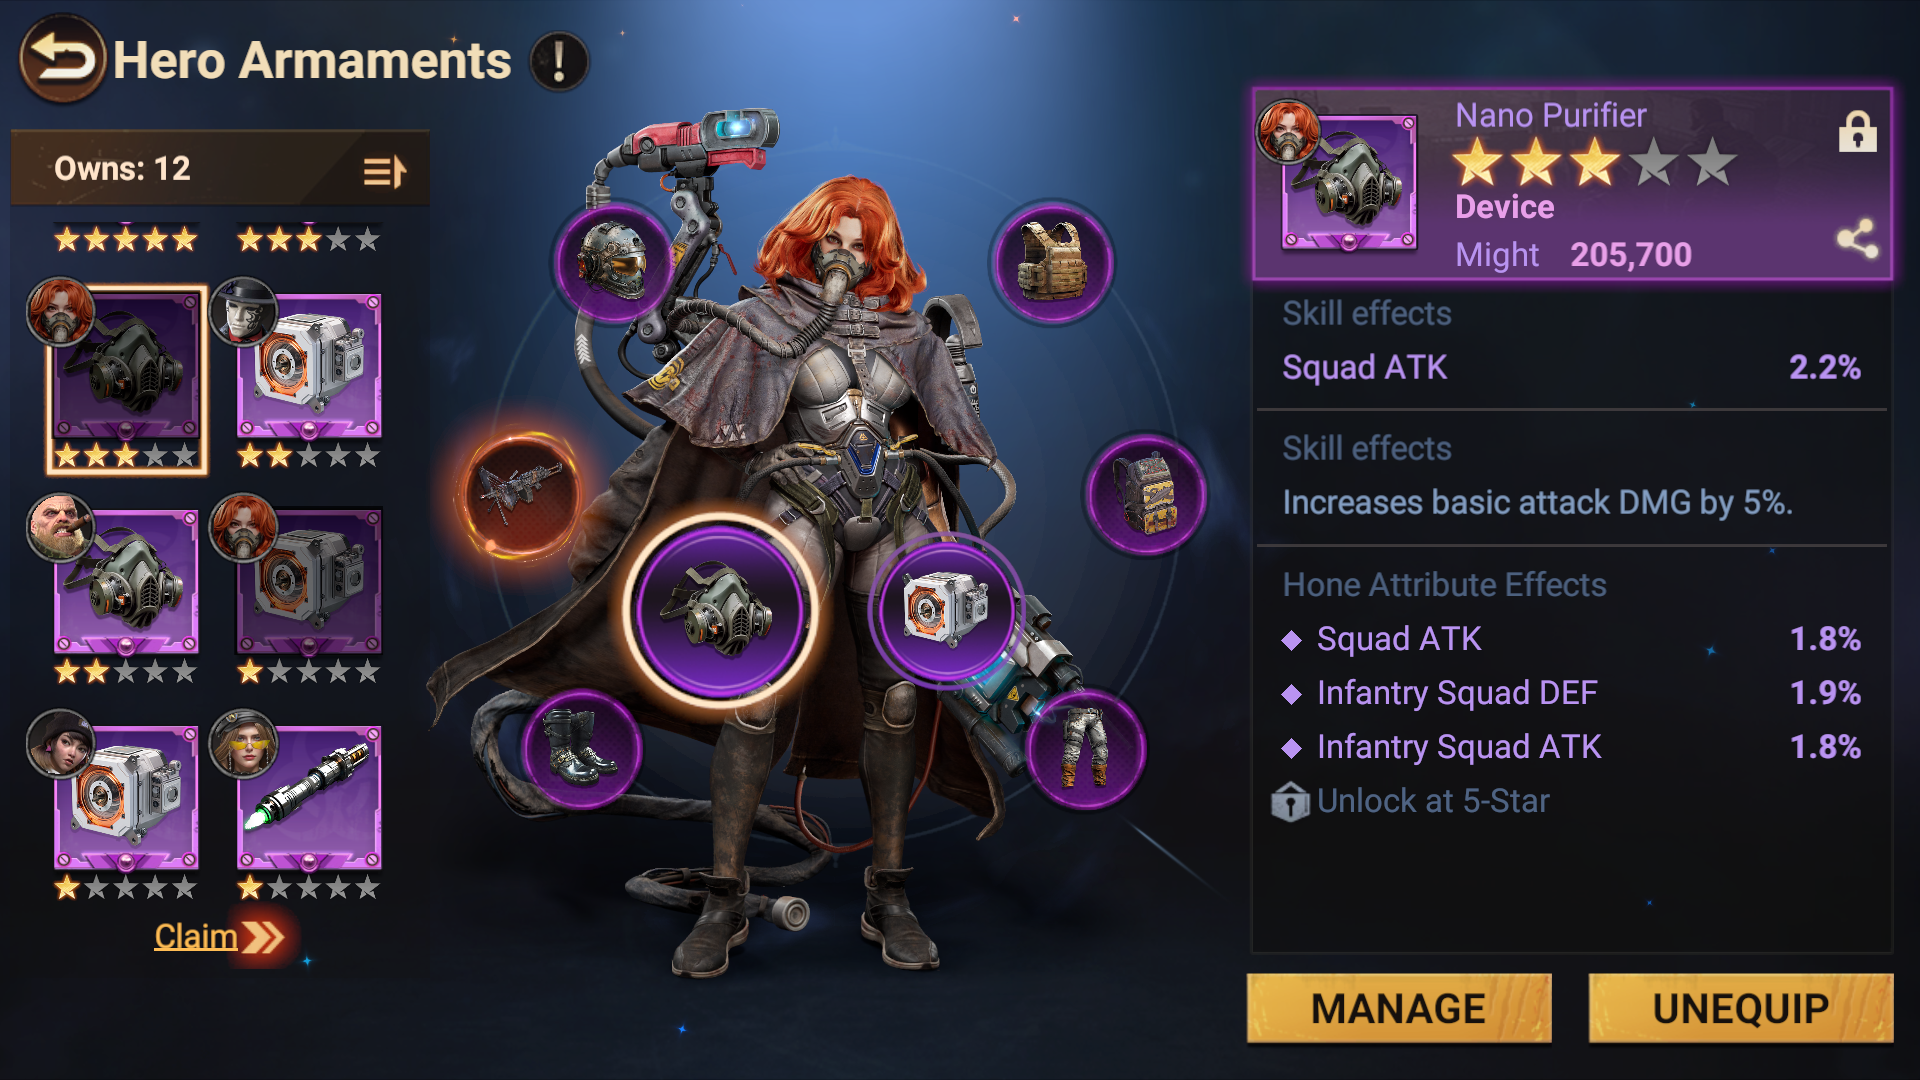 Hero Armaments
Owns: 12
Claim
Nano Purifier
Device
Might 205,700
Skill effects
Squad ATK 2.2%
Skill effects
Increases basic attack DMG by 5%.
Hone Attribute Effects
Squad ATK 1.8%
Infantry Squad DEF 1.9%
Infantry Squad ATK 1.8%
Unlock at 5-Star
MANAGE
UNEQUIP